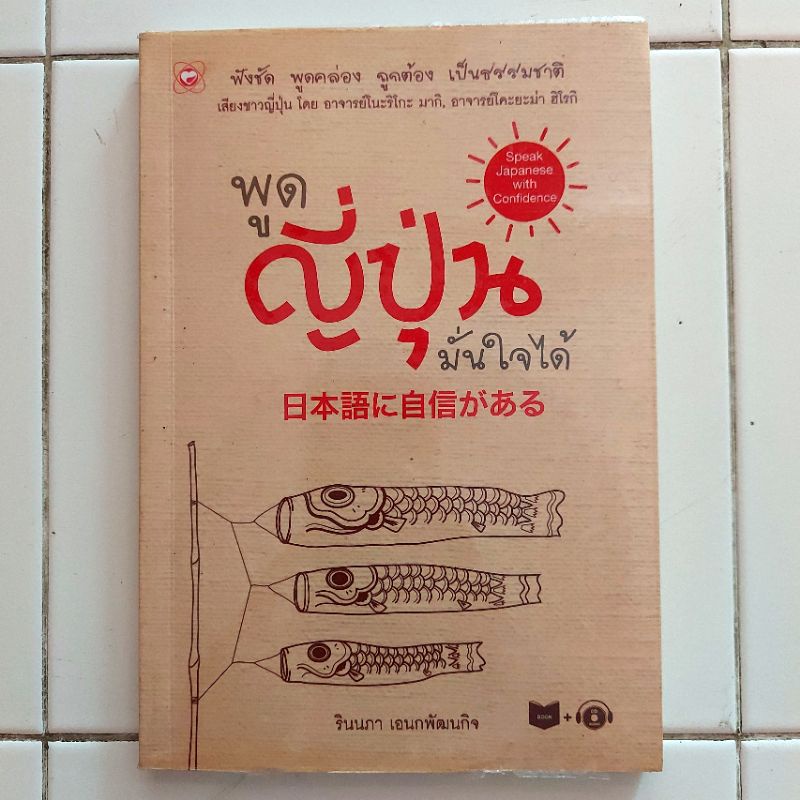 ฟังชัด พูดคล่อง ถูกต้อง เป็นธรรมชาติ
เสียงชาวญี่ปุ่น โดย อาจารย์โนะริโกะ มากิ, อาจารย์โคะยะม่า ฮิโรกิ
Speak
Japanese
with
Confidence
พูด
ญี่ปุ่น
มั่นใจได้
日本語に自信がある
รินนภา เอนกพัฒนกิจ
BOOK
+